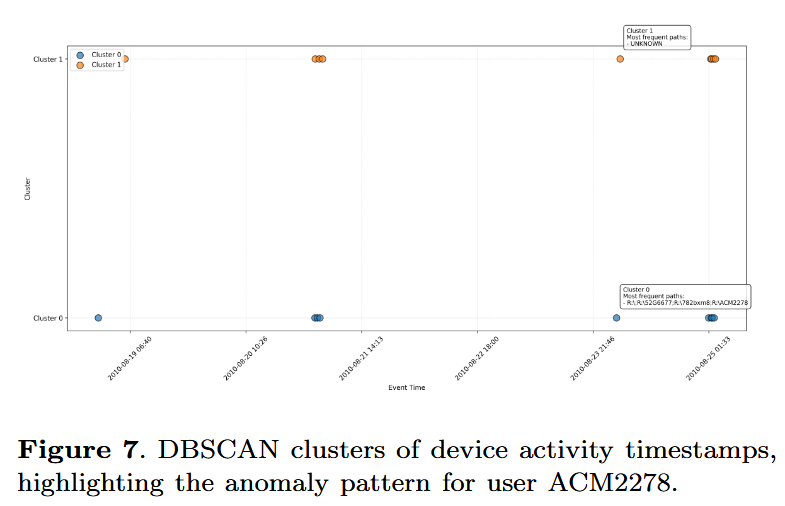 Cluster 1
Most frequent paths:
- UNKNOWN
Cluster 0
Cluster 1
Cluster 1
Cluster
Cluster 0
Most frequent paths:
- R:\;R:\52G6677;R:\782bxm8;R:\ACM2278
Cluster 0
2010-08-19 06:40
2010-08-20 10:26
2010-08-21 14:13
2010-08-22 18:00
2010-08-23 21:46
2010-08-25 01:33
Event Time
Figure 7. DBSCAN clusters of device activity timestamps,
highlighting the anomaly pattern for user ACM2278.